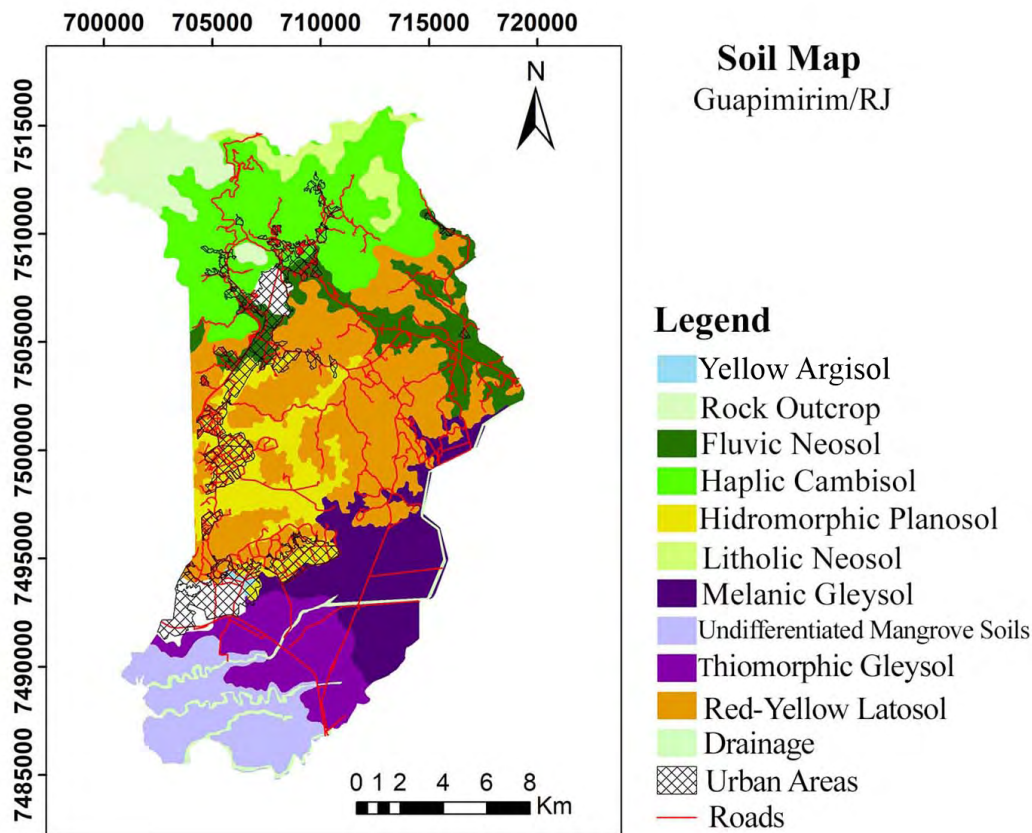 700000 705000 710000 715000 720000
Soil Map
Guapimirim/RJ
N
7515000
7510000
7505000
7500000
7495000
7490000
7485000
Legend
Yellow Argisol
Rock Outcrop
Fluvic Neosol
Haplic Cambisol
Hidromorphic Planosol
Litholic Neosol
Melanic Gleysol
Undifferentiated Mangrove Soils
Thiomorphic Gleysol
Red-Yellow Latosol
Drainage
Urban Areas
Roads
0 1 2 4 6 8
Km